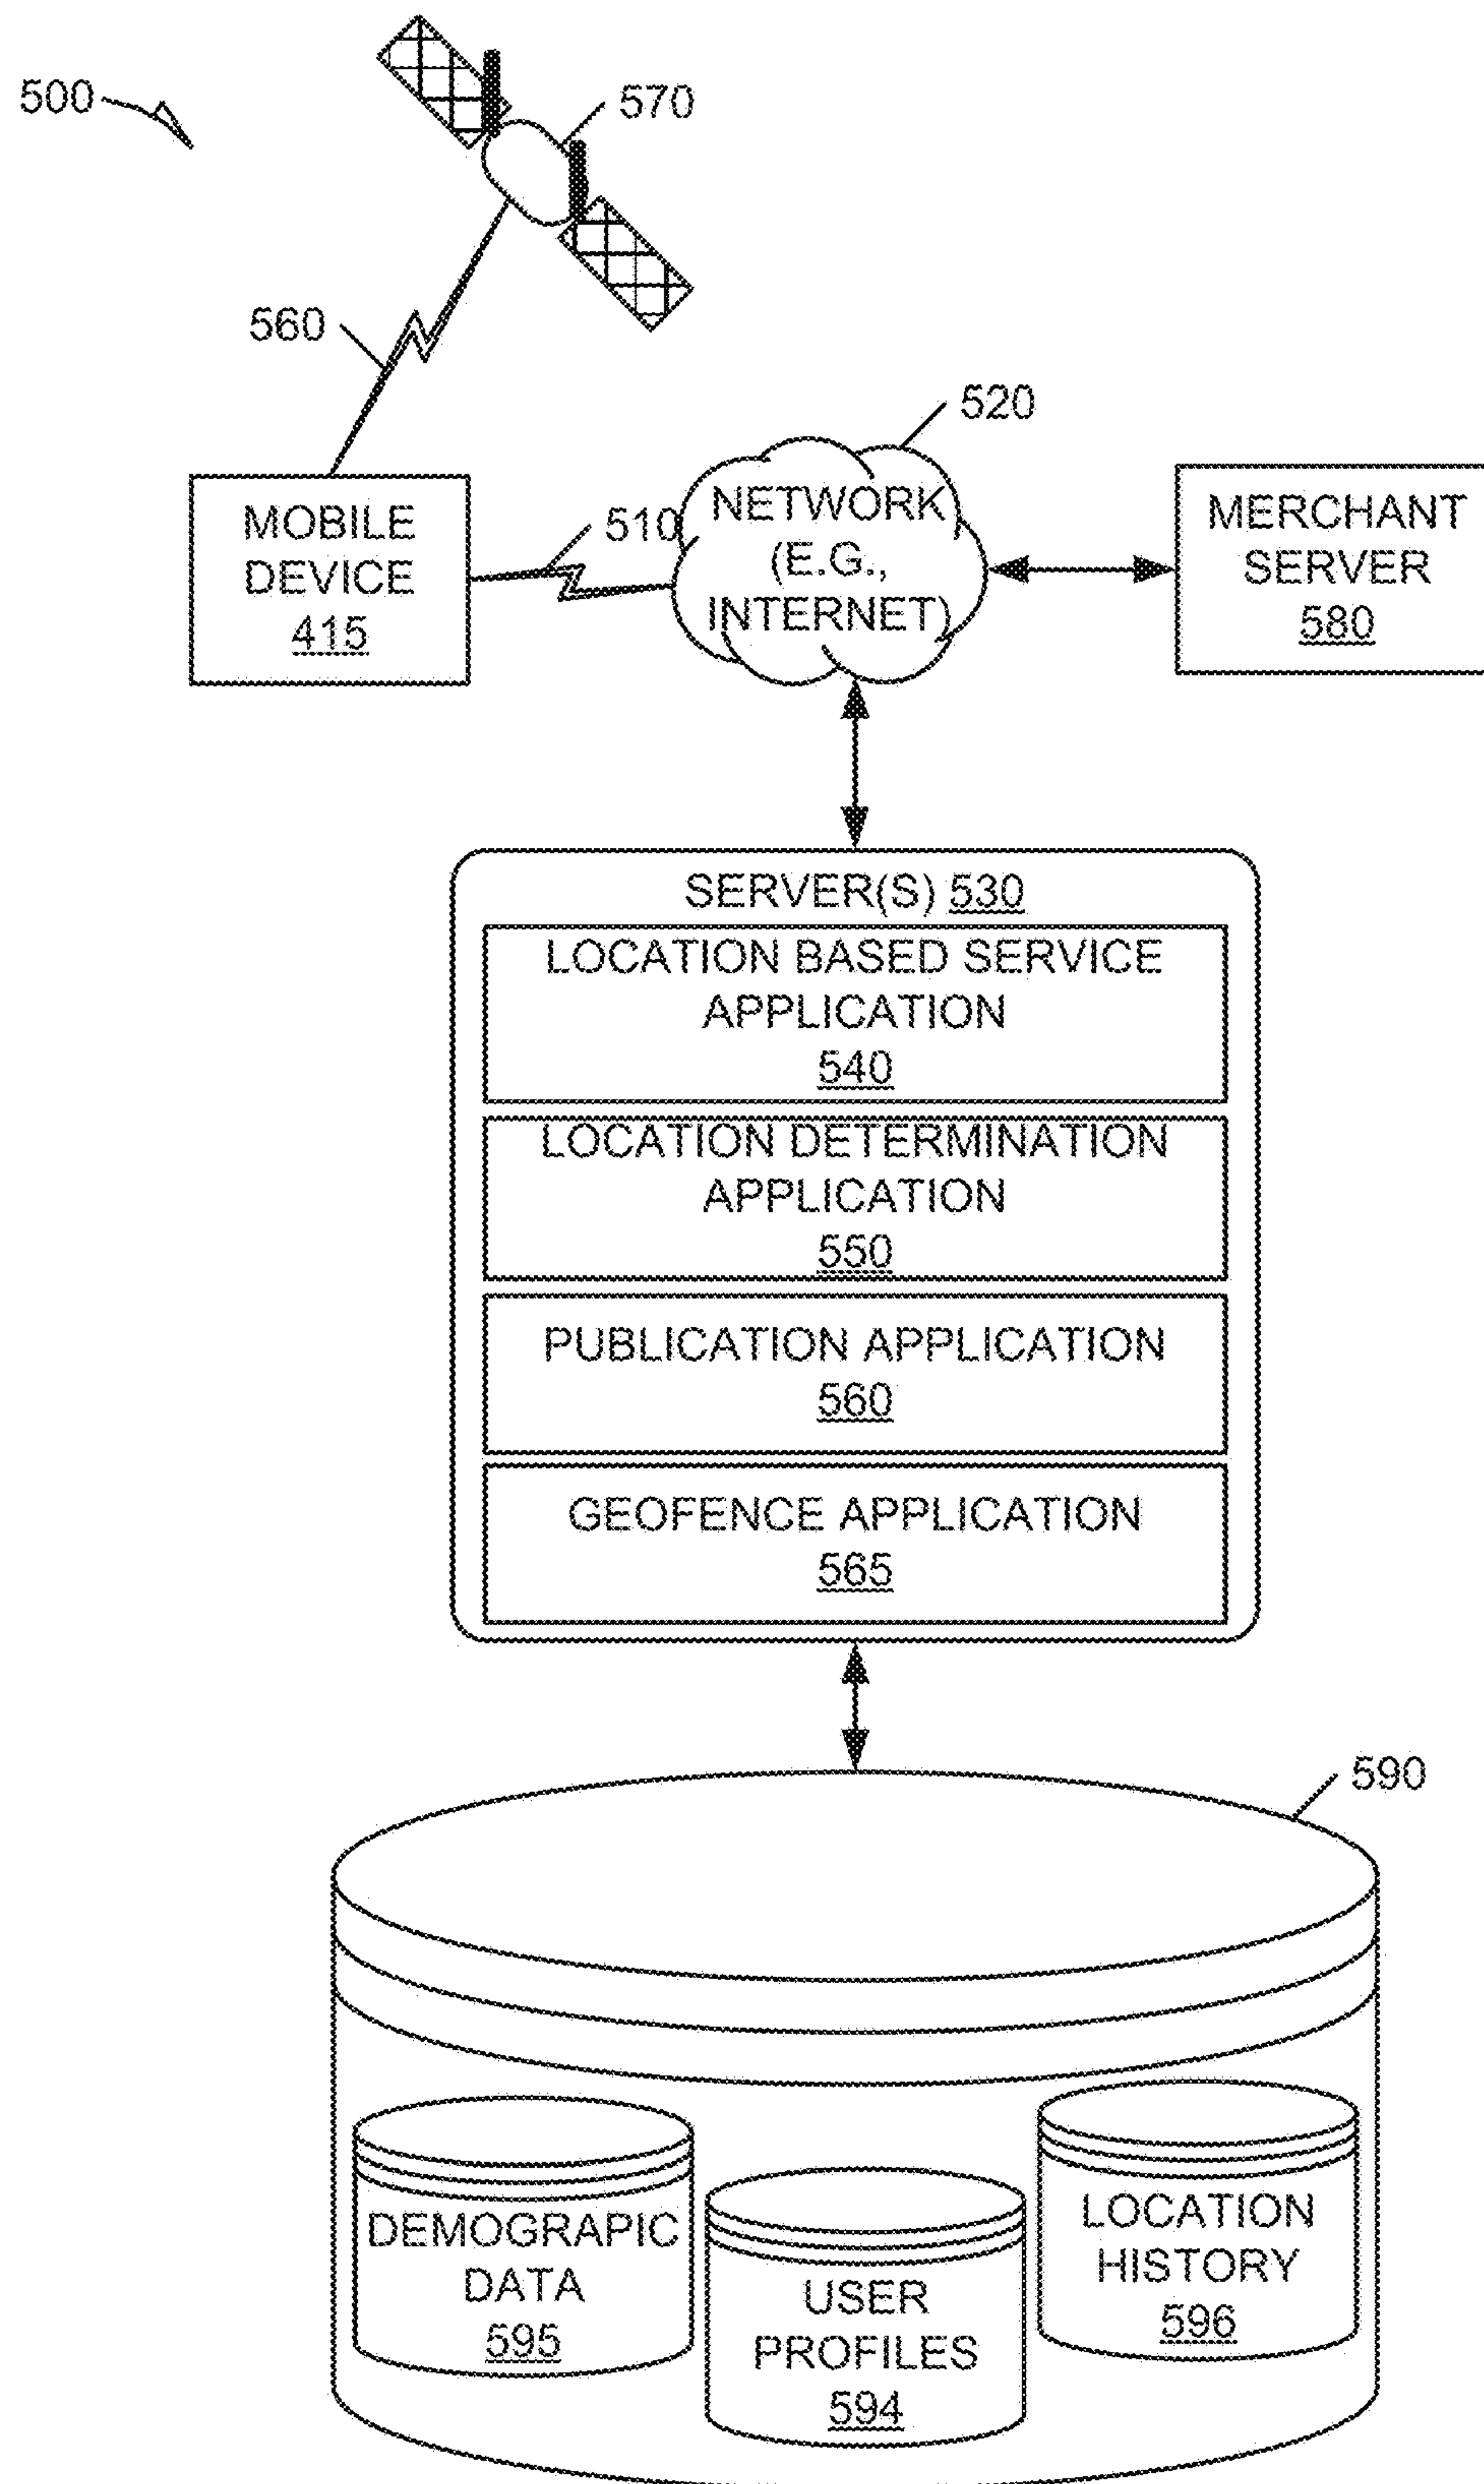 500
570
560
520
MOBILE
DEVICE
415
510
NETWORK
(E.G.,
INTERNET)
MERCHANT
SERVER
580
SERVER(S) 530
LOCATION BASED SERVICE
APPLICATION
540
LOCATION DETERMINATION
APPLICATION
550
PUBLICATION APPLICATION
560
GEOFENCE APPLICATION
565
590
DEMOGRAPIC
DATA
595
USER
PROFILES
594
LOCATION
HISTORY
596